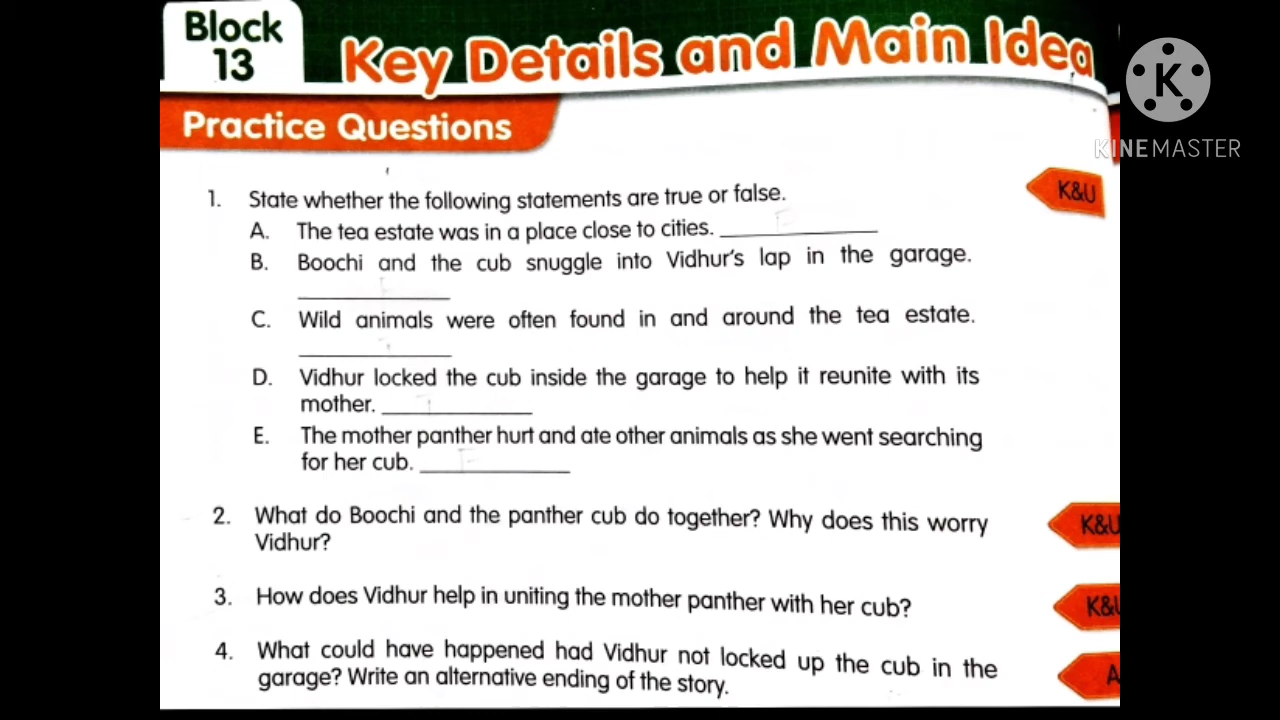 Block
13
Key Details and Main Idea
KINEMASTER
Practice Questions
1. State whether the following statements are true or false.
K&U
A. The tea estate was in a place close to cities. ____________
B. Boochi and the cub snuggle into Vidhur's lap in the garage.
____________
C. Wild animals were often found in and around the tea estate.
____________
D. Vidhur locked the cub inside the garage to help it reunite with its
mother. ____________
E. The mother panther hurt and ate other animals as she went searching
for her cub. ____________
2. What do Boochi and the panther cub do together? Why does this worry
Vidhur?
K&U
3. How does Vidhur help in uniting the mother panther with her cub?
K&U
4. What could have happened had Vidhur not locked up the cub in the
garage? Write an alternative ending of the story.
A